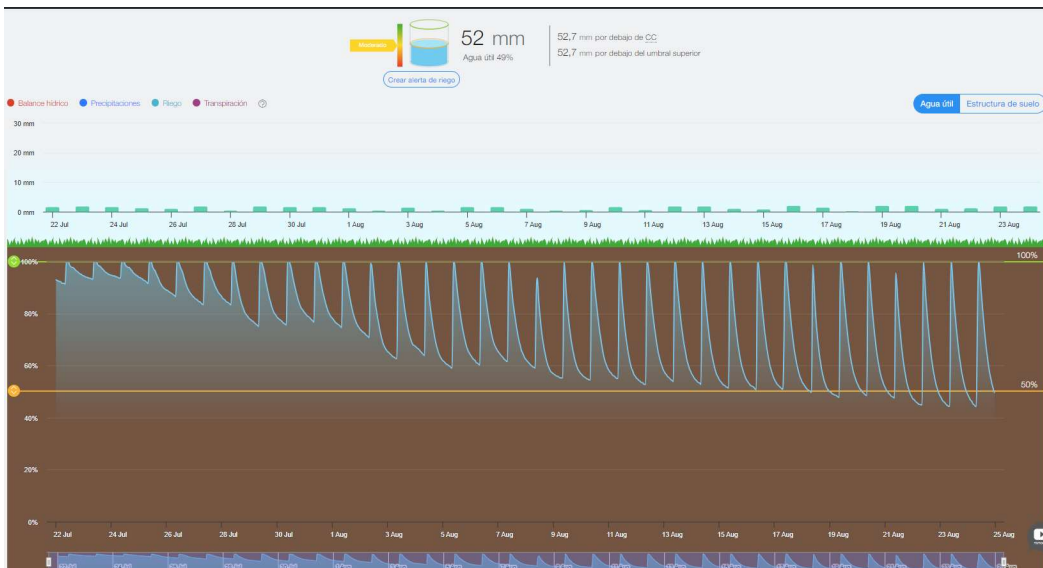 Moderado
52 mm
Agua útil 49%
52,7 mm por debajo de CC
52,7 mm por debajo del umbral superior
Crear alerta de riego
Balance hídrico Precipitaciones Riego Transpiración
Agua útil Estructura de suelo
30 mm
20 mm
10 mm
0 mm
22 Jul 24 Jul 26 Jul 28 Jul 30 Jul 1 Aug 3 Aug 5 Aug 7 Aug 9 Aug 11 Aug 13 Aug 15 Aug 17 Aug 19 Aug 21 Aug 23 Aug
100% 100%
80%
60%
50%
40%
20%
0%
22 Jul 24 Jul 26 Jul 28 Jul 30 Jul 1 Aug 3 Aug 5 Aug 7 Aug 9 Aug 11 Aug 13 Aug 15 Aug 17 Aug 19 Aug 21 Aug 23 Aug 25 Aug